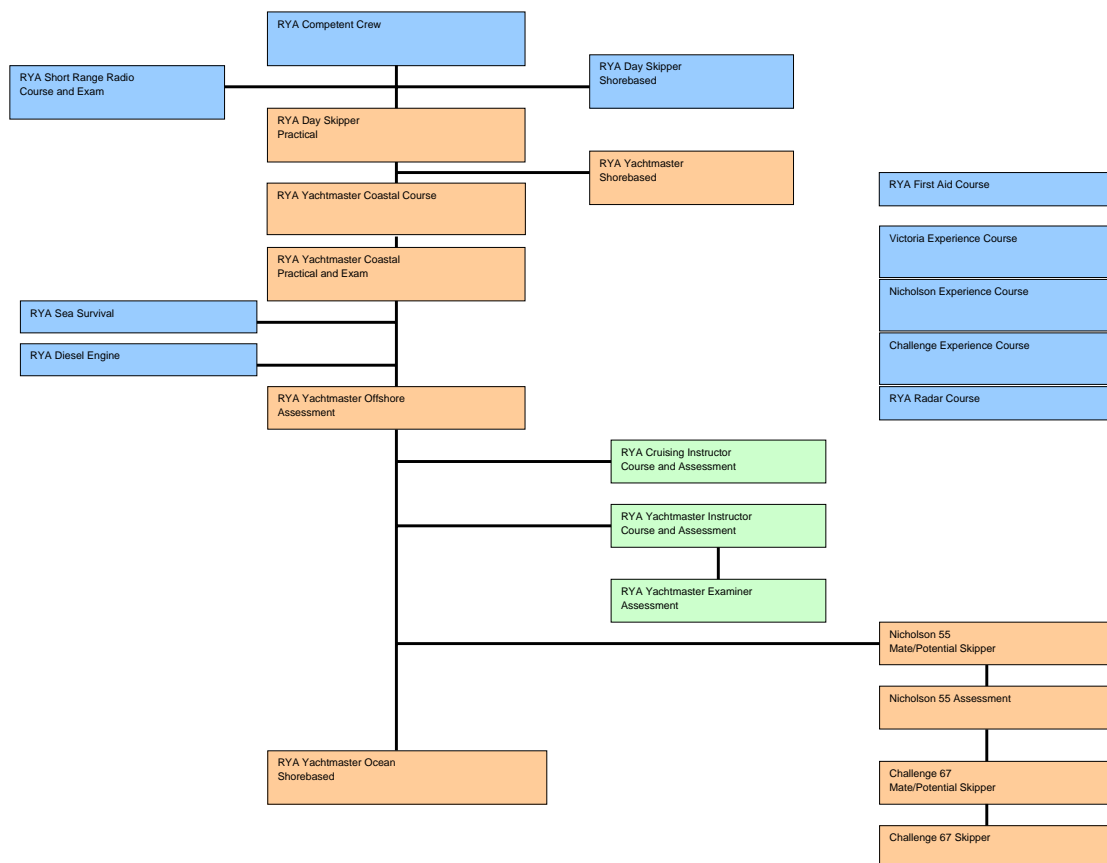 RYA Competent Crew
RYA Short Range Radio
Course and Exam
RYA Day Skipper
Shorebased
RYA Day Skipper
Practical
RYA Yachtmaster
Shorebased
RYA First Aid Course
RYA Yachtmaster Coastal Course
Victoria Experience Course
RYA Yachtmaster Coastal
Practical and Exam
Nicholson Experience Course
RYA Sea Survival
Challenge Experience Course
RYA Diesel Engine
RYA Radar Course
RYA Yachtmaster Offshore
Assessment
RYA Cruising Instructor
Course and Assessment
RYA Yachtmaster Instructor
Course and Assessment
RYA Yachtmaster Examiner
Assessment
Nicholson 55
Mate/Potential Skipper
Nicholson 55 Assessment
RYA Yachtmaster Ocean
Shorebased
Challenge 67
Mate/Potential Skipper
Challenge 67 Skipper